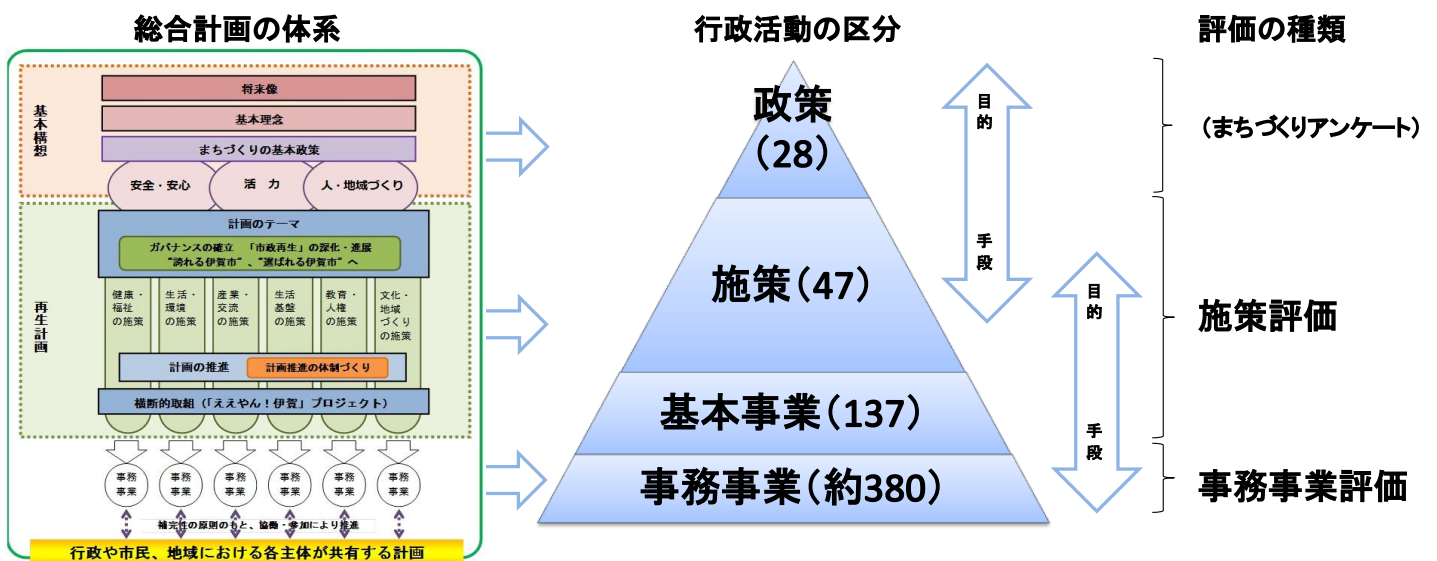 総合計画の体系
基本構想
将来像
基本理念
まちづくりの基本政策
安全・安心
活 力
人・地域づくり
再生計画
計画のテーマ
ガバナンスの確立 「市政再生」の深化・進展
“誇れる伊賀市”、“選ばれる伊賀市”へ
健康・
福祉
の施策
生活・
環境
の施策
産業・
交流
の施策
生活
基盤
の施策
教育・
人権
の施策
文化・
地域
づくり
の施策
計画の推進
計画推進の体制づくり
横断的取組（「ええやん！伊賀」プロジェクト）
事務
事業
事務
事業
事務
事業
事務
事業
事務
事業
事務
事業
補完性の原則のもと、協働・参加により推進
行政や市民、地域における各主体が共有する計画
行政活動の区分
政策
（28）
施策（47）
基本事業（137）
事務事業（約380）
目的
手段
目的
手段
評価の種類
（まちづくりアンケート）
施策評価
事務事業評価